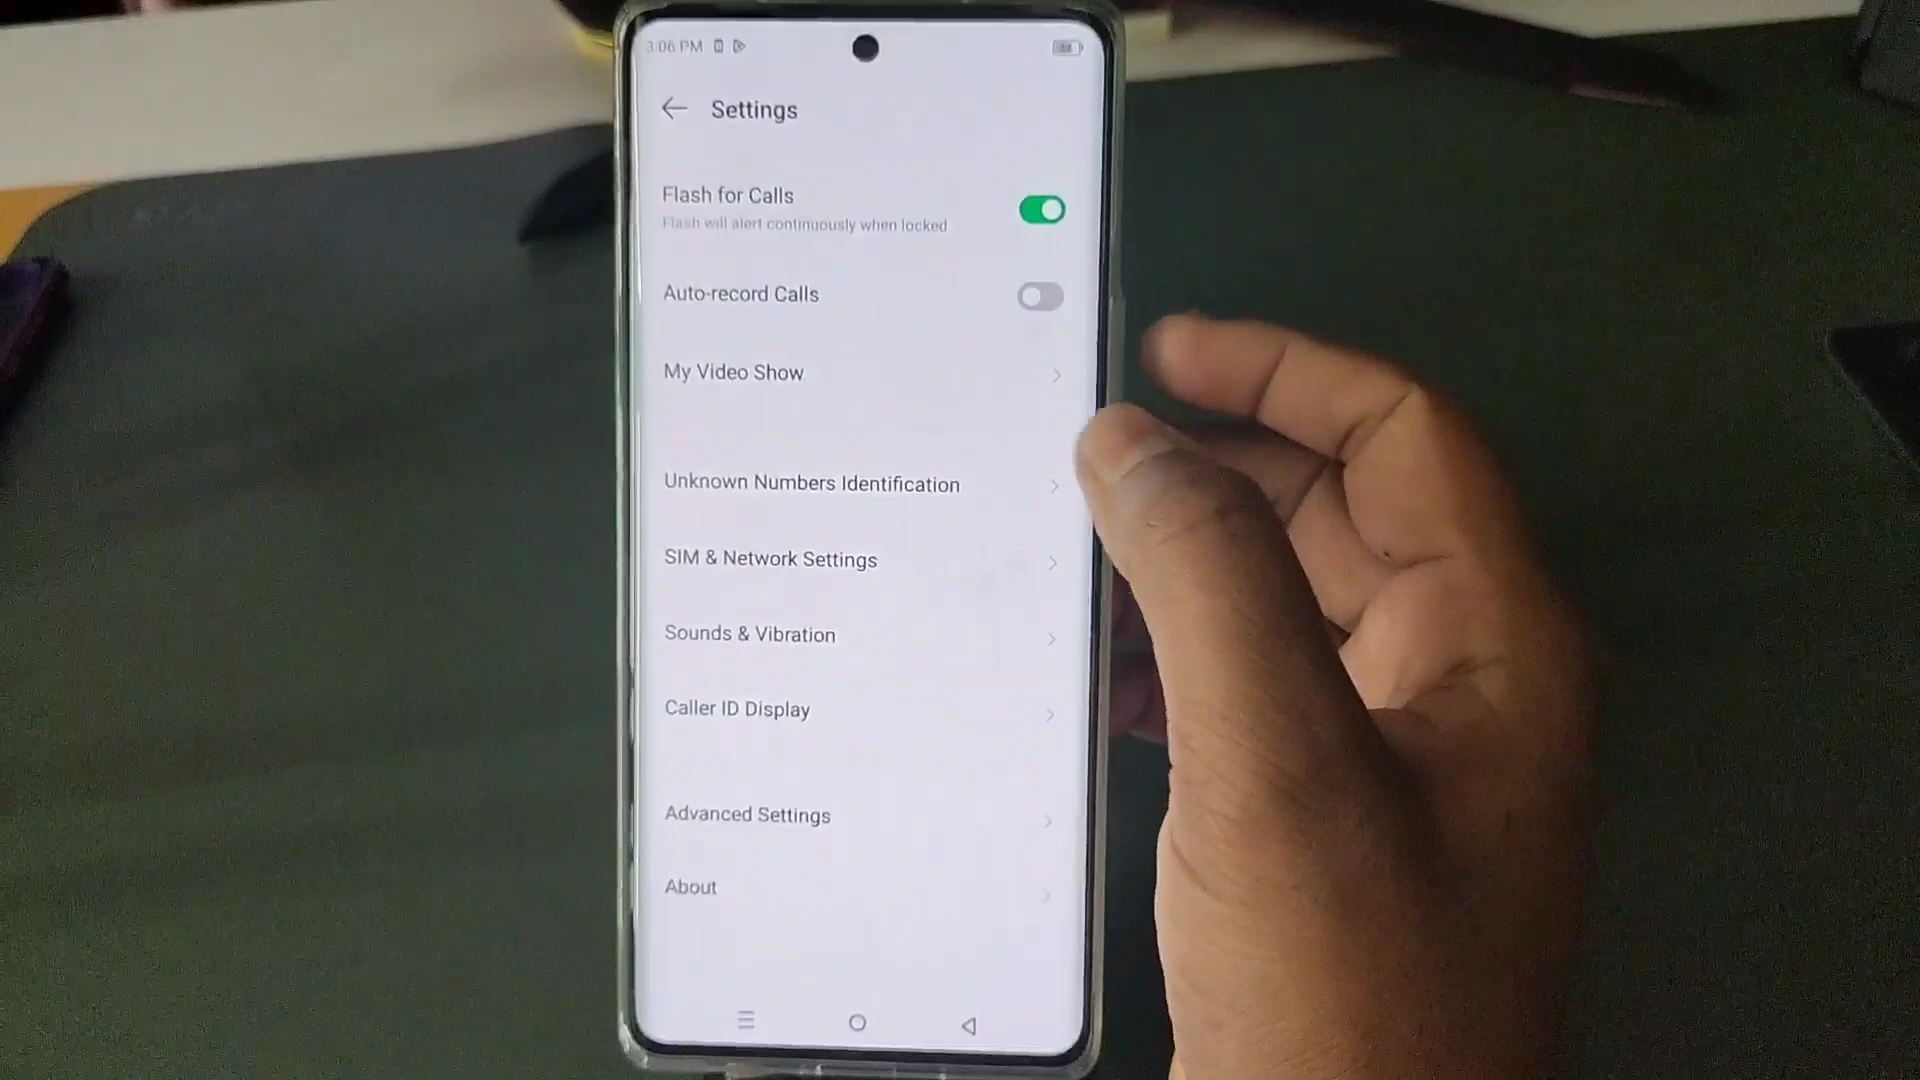 3:06 PM
Settings
Flash for Calls
Flash will alert continuously when locked
Auto-record Calls
My Video Show
Unknown Numbers Identification
SIM & Network Settings
Sounds & Vibration
Caller ID Display
Advanced Settings
About